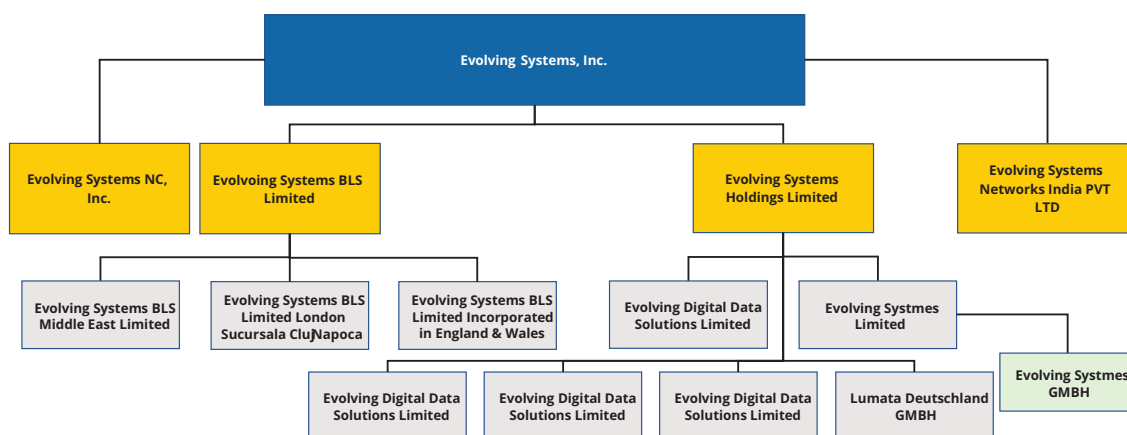 Evolving Systems, Inc.
Evolving Systems NC,
Inc.
Evolvoing Systems BLS
Limited
Evolving Systems
Holdings Limited
Evolving Systems
Networks India PVT
LTD
Evolving Systems BLS
Middle East Limited
Evolving Systems BLS
Limited London
Sucursala Cluj Napoca
Evolving Systems BLS
Limited Incorporated
in England & Wales
Evolving Digital Data
Solutions Limited
Evolving Systmes
Limited
Evolving Digital Data
Solutions Limited
Evolving Digital Data
Solutions Limited
Evolving Digital Data
Solutions Limited
Lumata Deutschland
GMBH
Evolving Systmes
GMBH